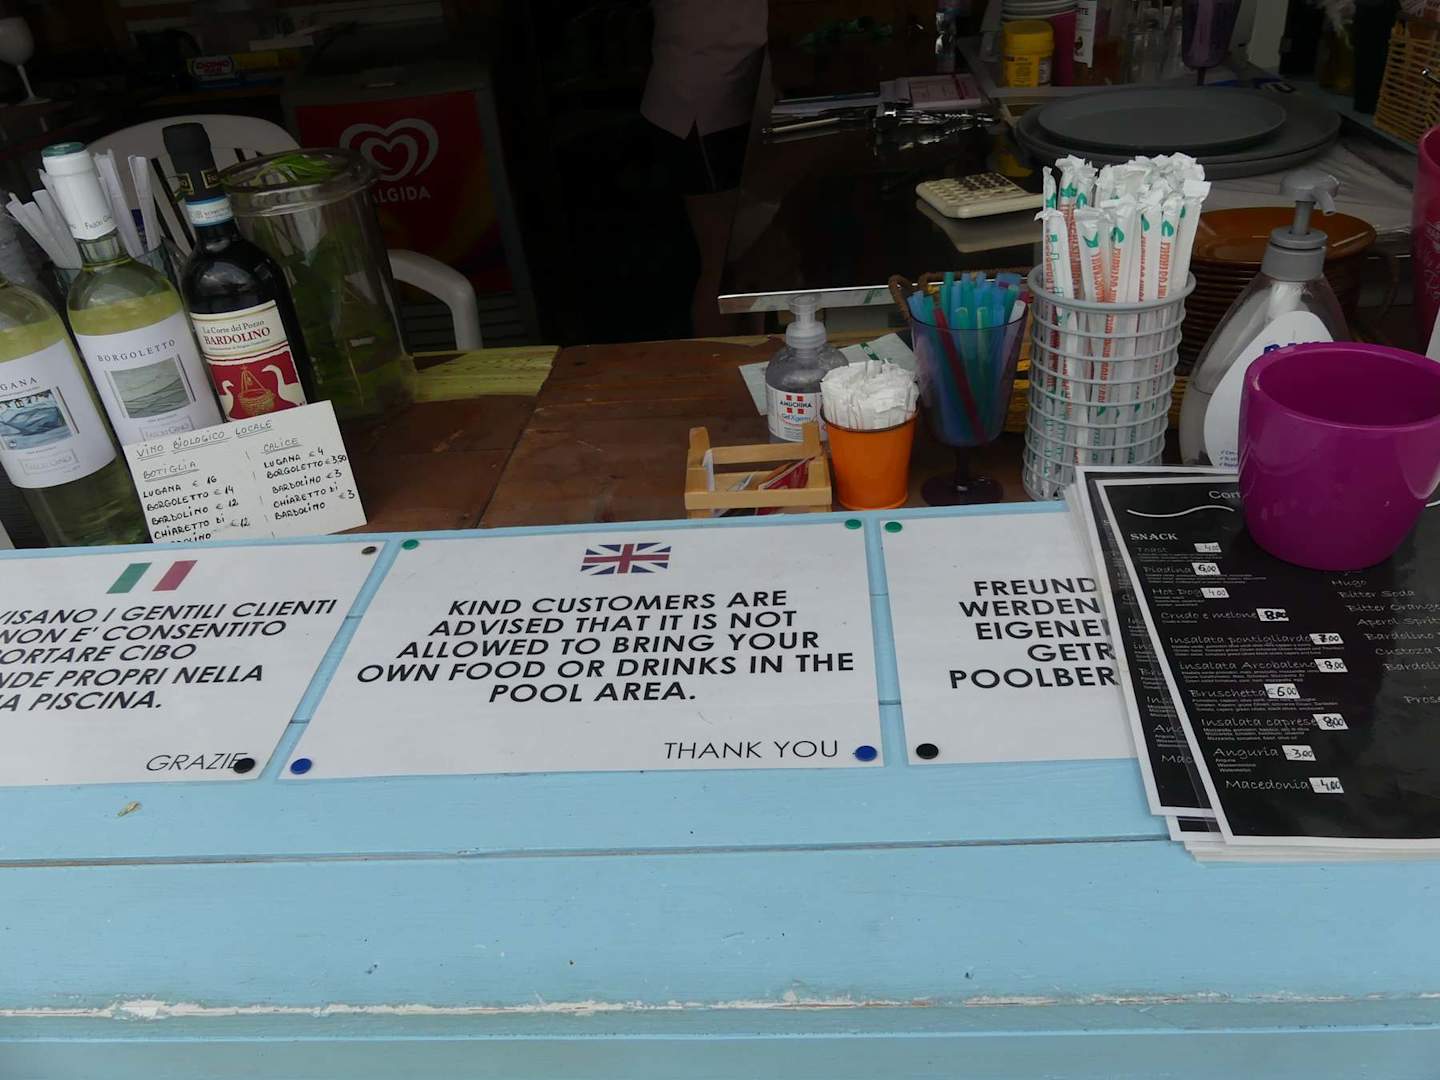 ALGIDA
LUGANA
BORGOLETTO
La Corte del Pozzo
BARDOLINO
VINO BIOLOGICO LOCALE
BOTIGLIA
LUGANA € 16
BORGOLETTO € 14
BARDOLINO € 12
CHIARETTO DI € 12
BARDOLINO
CALICE
LUGANA € 4
BORGOLETTO € 3,50
BARDOLINO € 3
CHIARETTO DI € 3
BARDOLINO
AMUCHINA
VISANO I GENTILI CLIENTI
NON E' CONSENTITO
PORTARE CIBO
NDE PROPRI NELLA
A PISCINA.
GRAZIE
KIND CUSTOMERS ARE
ADVISED THAT IT IS NOT
ALLOWED TO BRING YOUR
OWN FOOD OR DRINKS IN THE
POOL AREA.
THANK YOU
FREUND
WERDEN
EIGENE
GETR
POOLBER
SNACK
Toast 4,00
Piadina 6,00
Hot Dog 4,00
Crudo e melone 8,00
Insalata pontigliardo 7,00
Insalata Arcobaleno 8,00
Bruschetta € 6,00
Insalata caprese 8,00
Anguria 3,00
Macedonia 4,00
Hugo
Bitter Soda
Bitter Orange
Aperol Sprit
Bardolino
Custoza
Bardoli
Prose